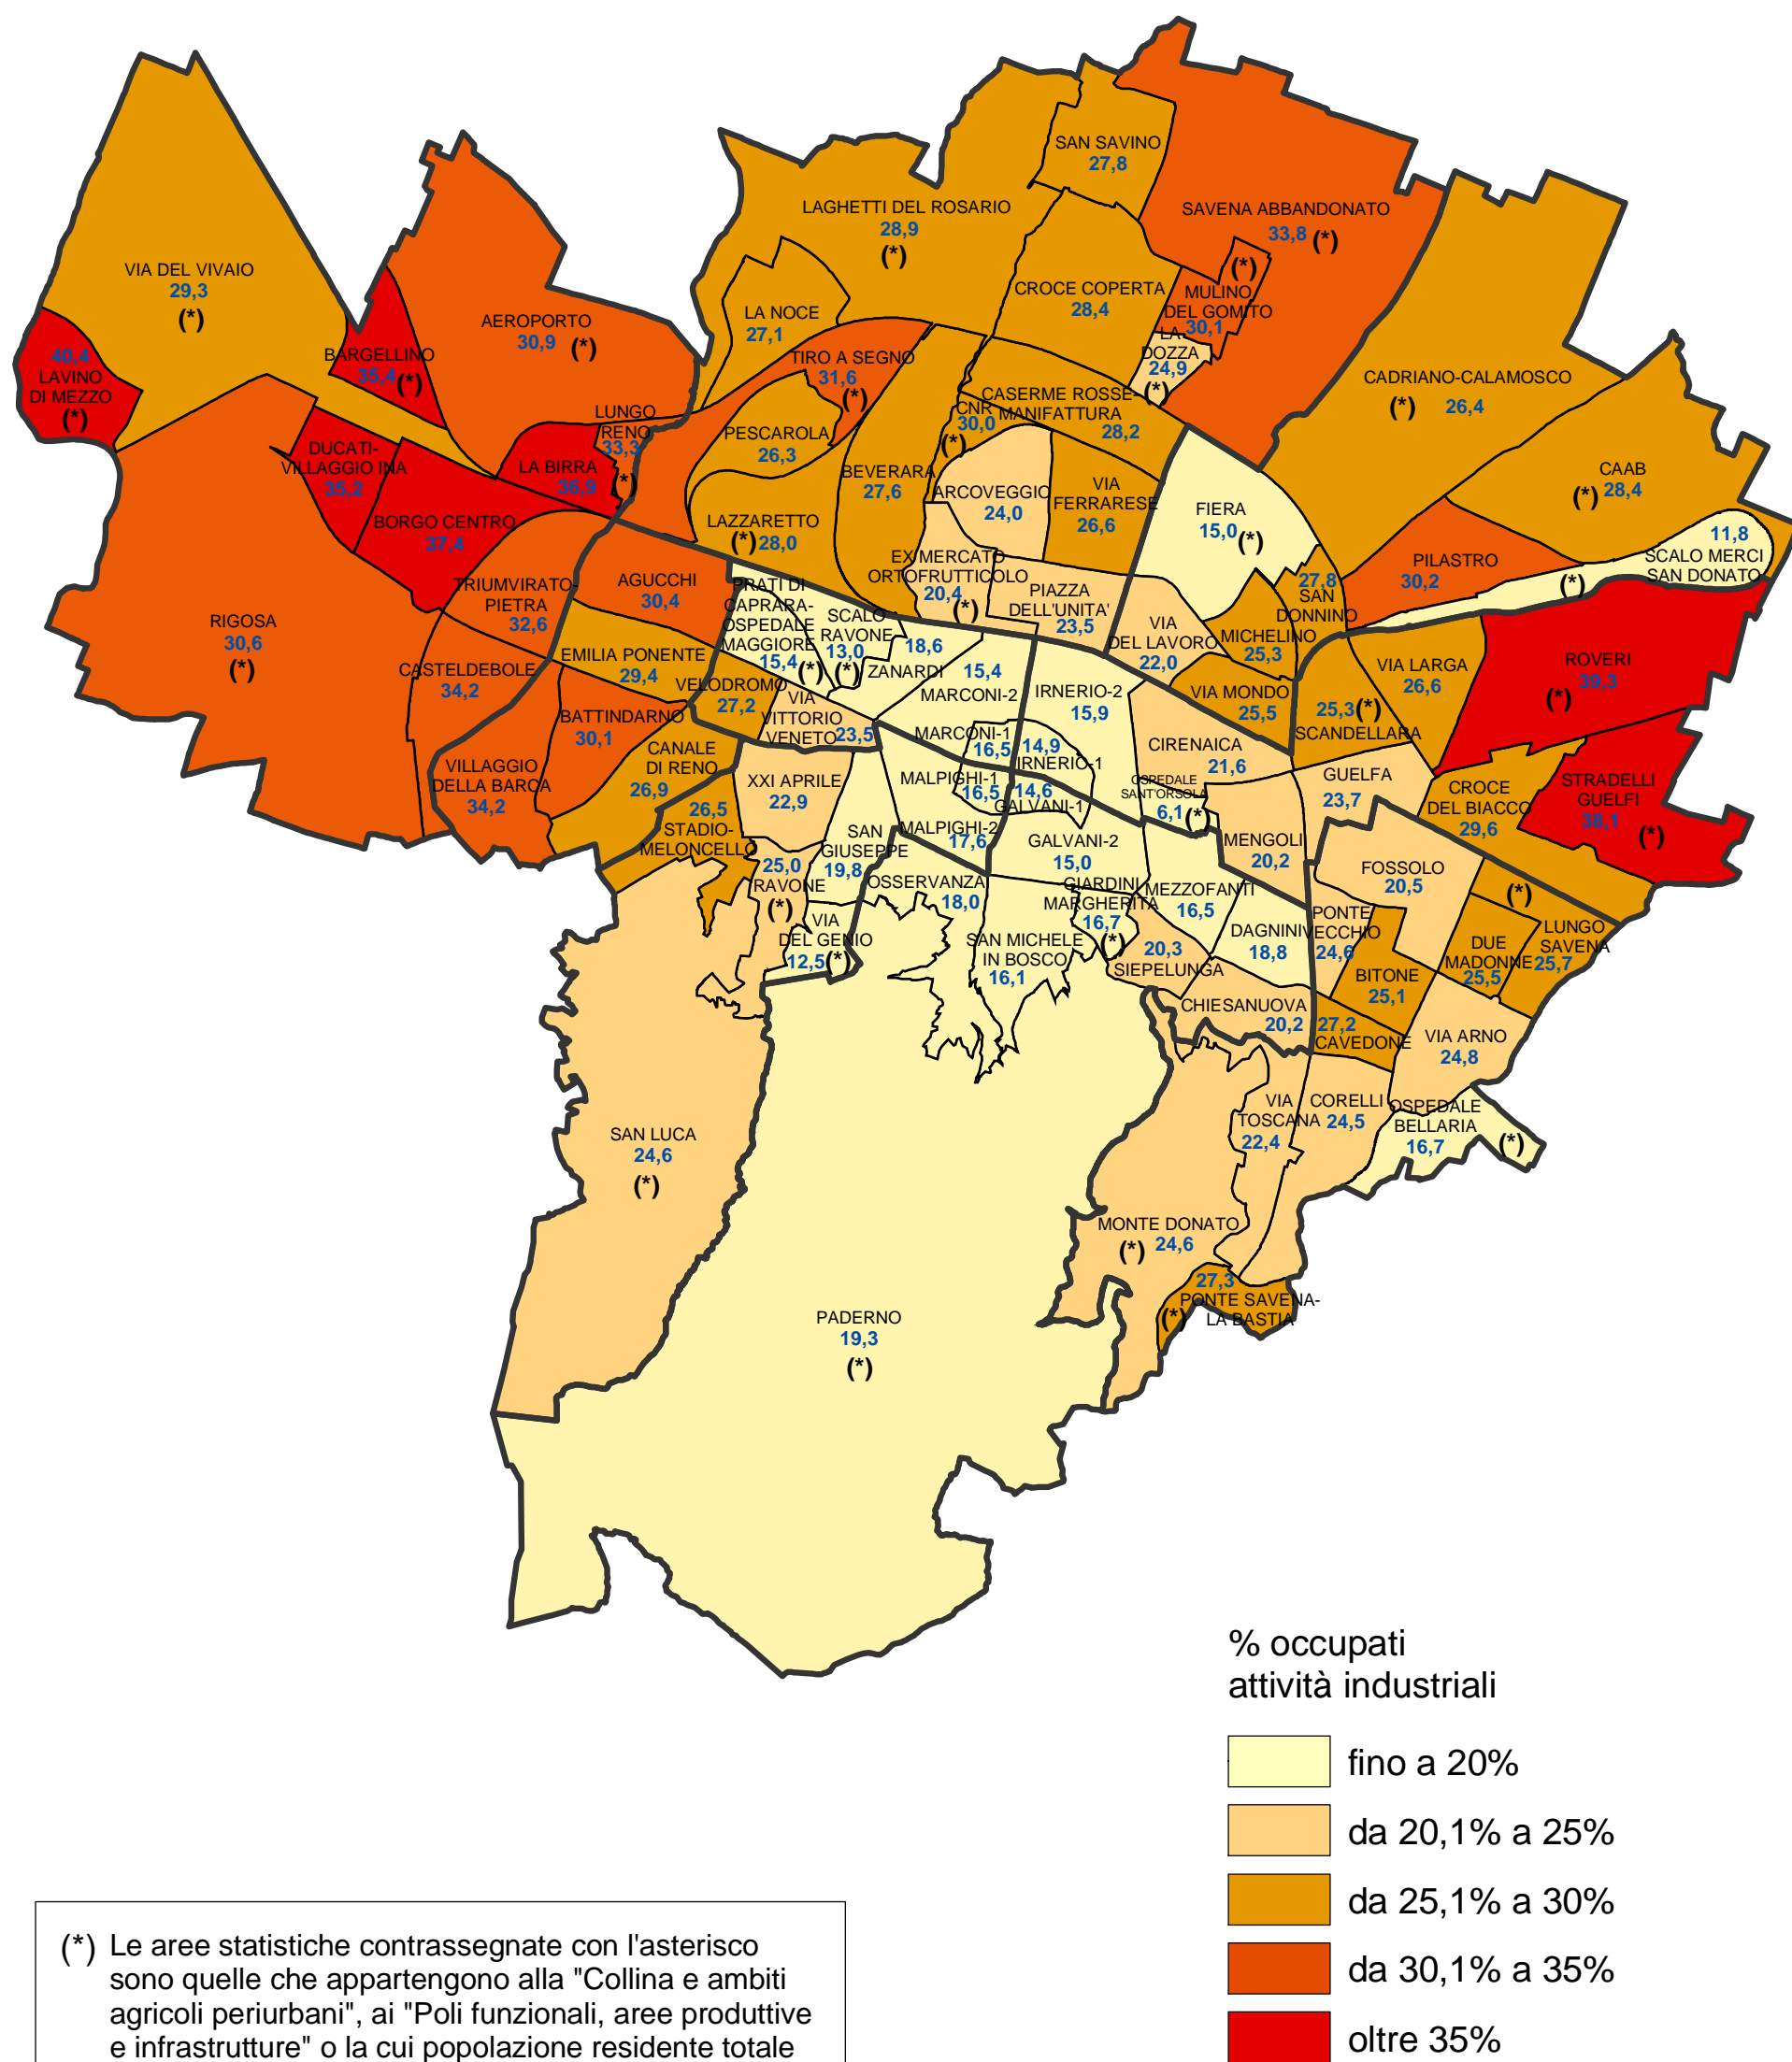 SAN SAVINO
27,8
LAGHETTI DEL ROSARIO
28,9
(*)
SAVENA ABBANDONATO
33,8 (*)
(*)
VIA DEL VIVAIO
29,3
(*)
CROCE COPERTA
28,4
MULINO
DEL GOMITO
30,1
LA NOCE
27,1
AEROPORTO
30,9 (*)
LA
DOZZA
24,9
(*)
40,4
LAVINO
DI MEZZO
(*)
BARGELLINO
35,4 (*)
TIRO A SEGNO
31,6
(*)
CADRIANO-CALAMOSCO
(*) 26,4
CASERME ROSSE-
MANIFATTURA
28,2
CNR
30,0
(*)
LUNGO
RENO
33,3
(*)
PESCAROLA
26,3
DUCATI-
VILLAGGIO INA
35,2
LA BIRRA
36,9
BEVERARA
27,6
CAAB
(*) 28,4
ARCOVEGGIO
24,0
VIA
FERRARESE
26,6
FIERA
15,0 (*)
BORGO CENTRO
37,4
LAZZARETTO
(*) 28,0
11,8
SCALO MERCI
SAN DONATO
(*)
EX MERCATO
ORTOFRUTTICOLO
20,4
(*)
PILASTRO
30,2
TRIUMVIRATO-
PIETRA
32,6
AGUCCHI
30,4
PRATI DI
CAPRARA-
OSPEDALE
MAGGIORE
15,4 (*)
PIAZZA
DELL'UNITA'
23,5
27,8
SAN
DONNINO
RIGOSA
30,6
(*)
SCALO
RAVONE
13,0
(*)
18,6
ZANARDI
VIA
DEL LAVORO
22,0
MICHELINO
25,3
EMILIA PONENTE
29,4
CASTELDEBOLE
34,2
15,4
MARCONI-2
IRNERIO-2
15,9
VIA LARGA
26,6
ROVERI
39,3
(*)
VELODROMO
27,2
VIA
VITTORIO
VENETO 23,5
VIA MONDO
25,5
25,3 (*)
SCANDELLARA
BATTINDARNO
30,1
MARCONI-1
16,5
14,9
IRNERIO-1
CIRENAICA
21,6
CANALE
DI RENO
26,9
VILLAGGIO
DELLA BARCA
34,2
XXI APRILE
22,9
MALPIGHI-1
16,5
14,6
GALVANI-1
OSPEDALE
SANT'ORSOLA
6,1 (*)
GUELFA
23,7
CROCE
DEL BIACCO
29,6
STRADELLI
GUELFI
38,1
(*)
26,5
STADIO-
MELONCELLO
SAN
GIUSEPPE
19,8
MALPIGHI-2
17,6
GALVANI-2
15,0
MENGOLI
20,2
25,0
RAVONE
(*)
FOSSOLO
20,5
OSSERVANZA
18,0
GIARDINI
MARGHERITA
16,7
(*)
MEZZOFANTI
16,5
(*)
VIA
DEL GENIO
12,5 (*)
SAN MICHELE
IN BOSCO
16,1
20,3
SIEPELUNGA
DAGNINI
18,8
PONTE
VECCHIO
24,6
DUE
MADONNE
25,5
LUNGO
SAVENA
25,7
BITONE
25,1
CHIESANUOVA
20,2
27,2
CAVEDONE
VIA ARNO
24,8
VIA
TOSCANA
22,4
CORELLI
24,5
OSPEDALE
BELLARIA
16,7
(*)
SAN LUCA
24,6
(*)
MONTE DONATO
(*) 24,6
27,3
PONTE SAVENA-
LA BASTIA
(*)
PADERNO
19,3
(*)
% occupati
attività industriali
fino a 20%
da 20,1% a 25%
da 25,1% a 30%
da 30,1% a 35%
oltre 35%
(*) Le aree statistiche contrassegnate con l'asterisco
sono quelle che appartengono alla "Collina e ambiti
agricoli periurbani", ai "Poli funzionali, aree produttive
e infrastrutture" o la cui popolazione residente totale